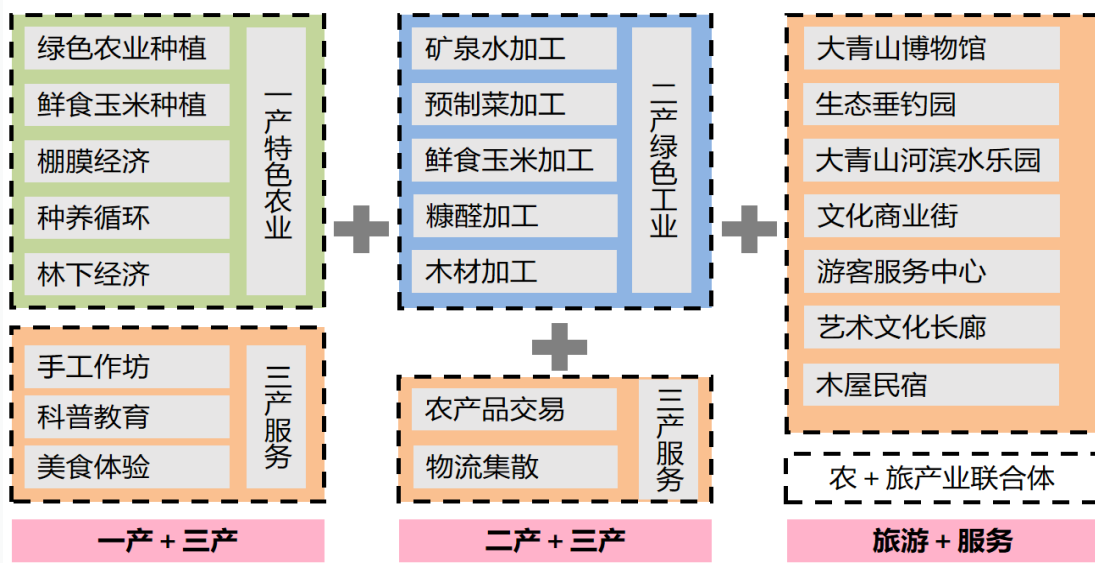 绿色农业种植
鲜食玉米种植
棚膜经济
种养循环
林下经济
一产特色农业
手工作坊
科普教育
美食体验
三产服务
一产 + 三产
矿泉水加工
预制菜加工
鲜食玉米加工
糠醛加工
木材加工
二产绿色工业
农产品交易
物流集散
三产服务
二产 + 三产
大青山博物馆
生态垂钓园
大青山河滨水乐园
文化商业街
游客服务中心
艺术文化长廊
木屋民宿
农 + 旅产业联合体
旅游 + 服务